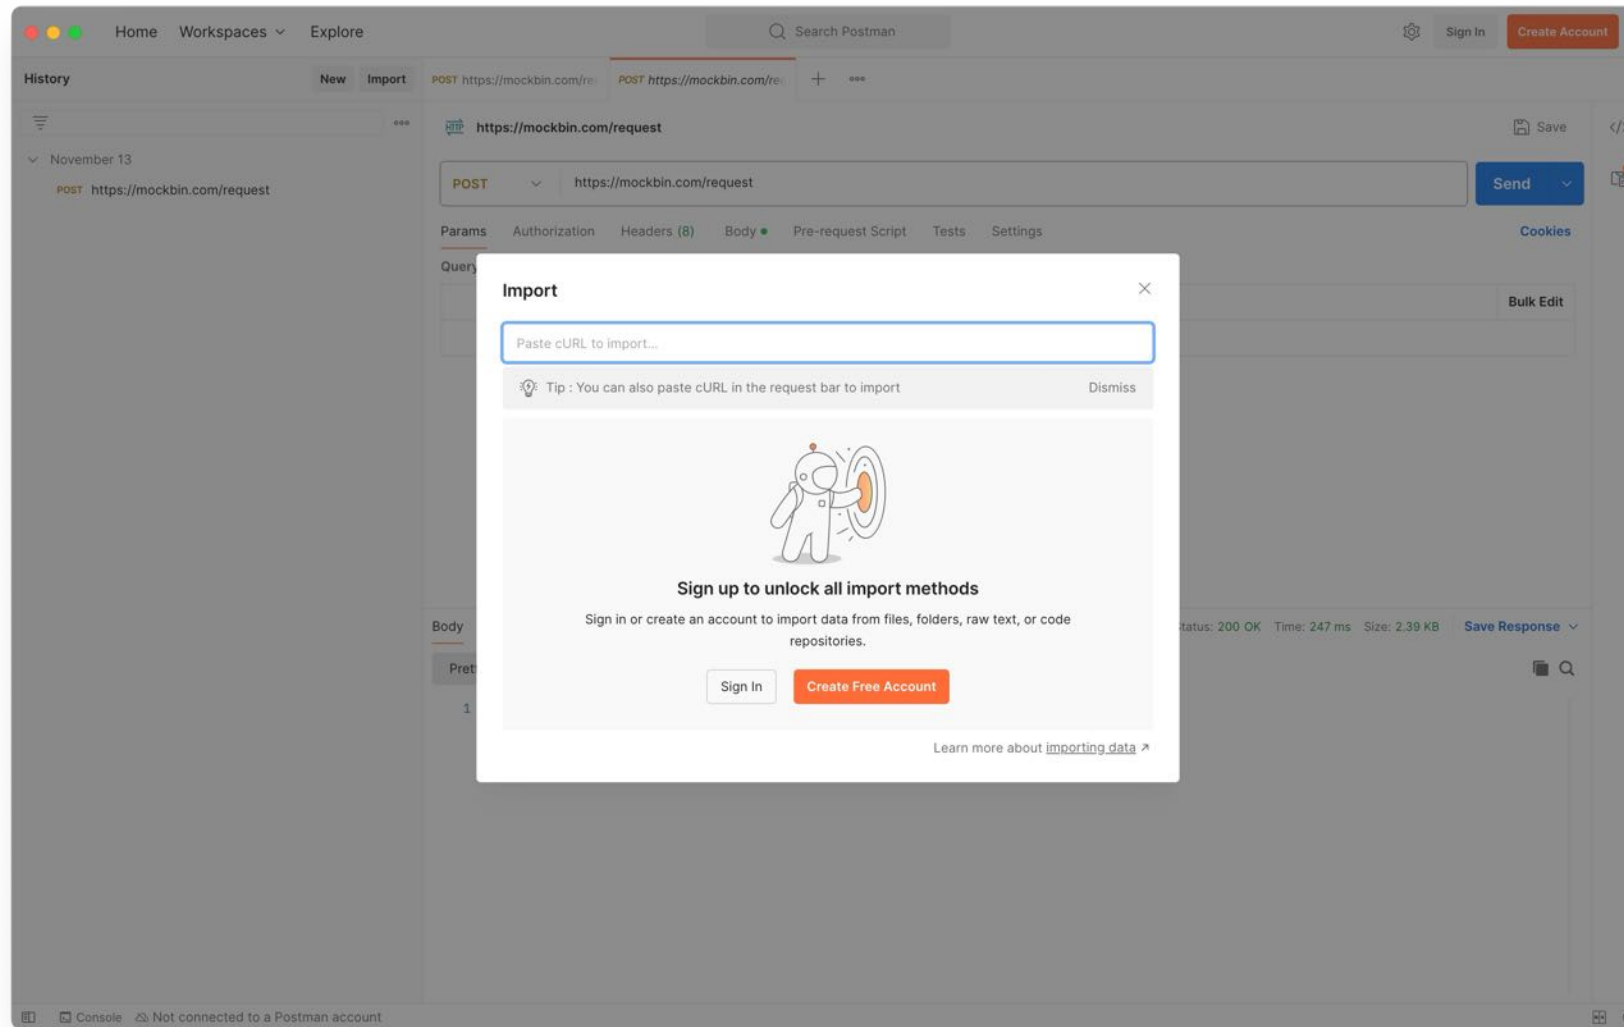 Home Workspaces Explore Search Postman Sign In Create Account
History New Import POST https://mockbin.com/re POST https://mockbin.com/re
HTTP https://mockbin.com/request Save
November 13
POST https://mockbin.com/request
POST https://mockbin.com/request Send
Params Authorization Headers (8) Body Pre-request Script Tests Settings Cookies
Query
Bulk Edit
Import
Paste cURL to import...
Tip : You can also paste cURL in the request bar to import Dismiss
Sign up to unlock all import methods
Sign in or create an account to import data from files, folders, raw text, or code
repositories.
Sign In Create Free Account
Learn more about importing data
Body Status: 200 OK Time: 247 ms Size: 2.39 KB Save Response
Pret
1
Console Not connected to a Postman account